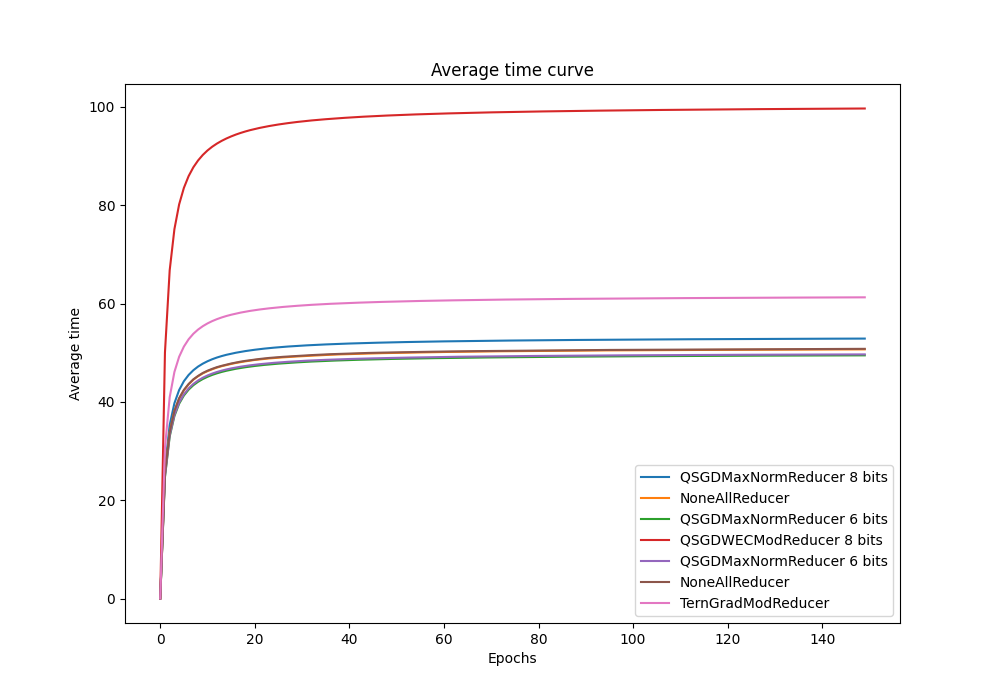 Average time curve
Average time
100
80
60
40
20
0
QSGDMaxNormReducer 8 bits
NoneAllReducer
QSGDMaxNormReducer 6 bits
QSGDWECModReducer 8 bits
QSGDMaxNormReducer 6 bits
NoneAllReducer
TernGradModReducer
0 20 40 60 80 100 120 140
Epochs